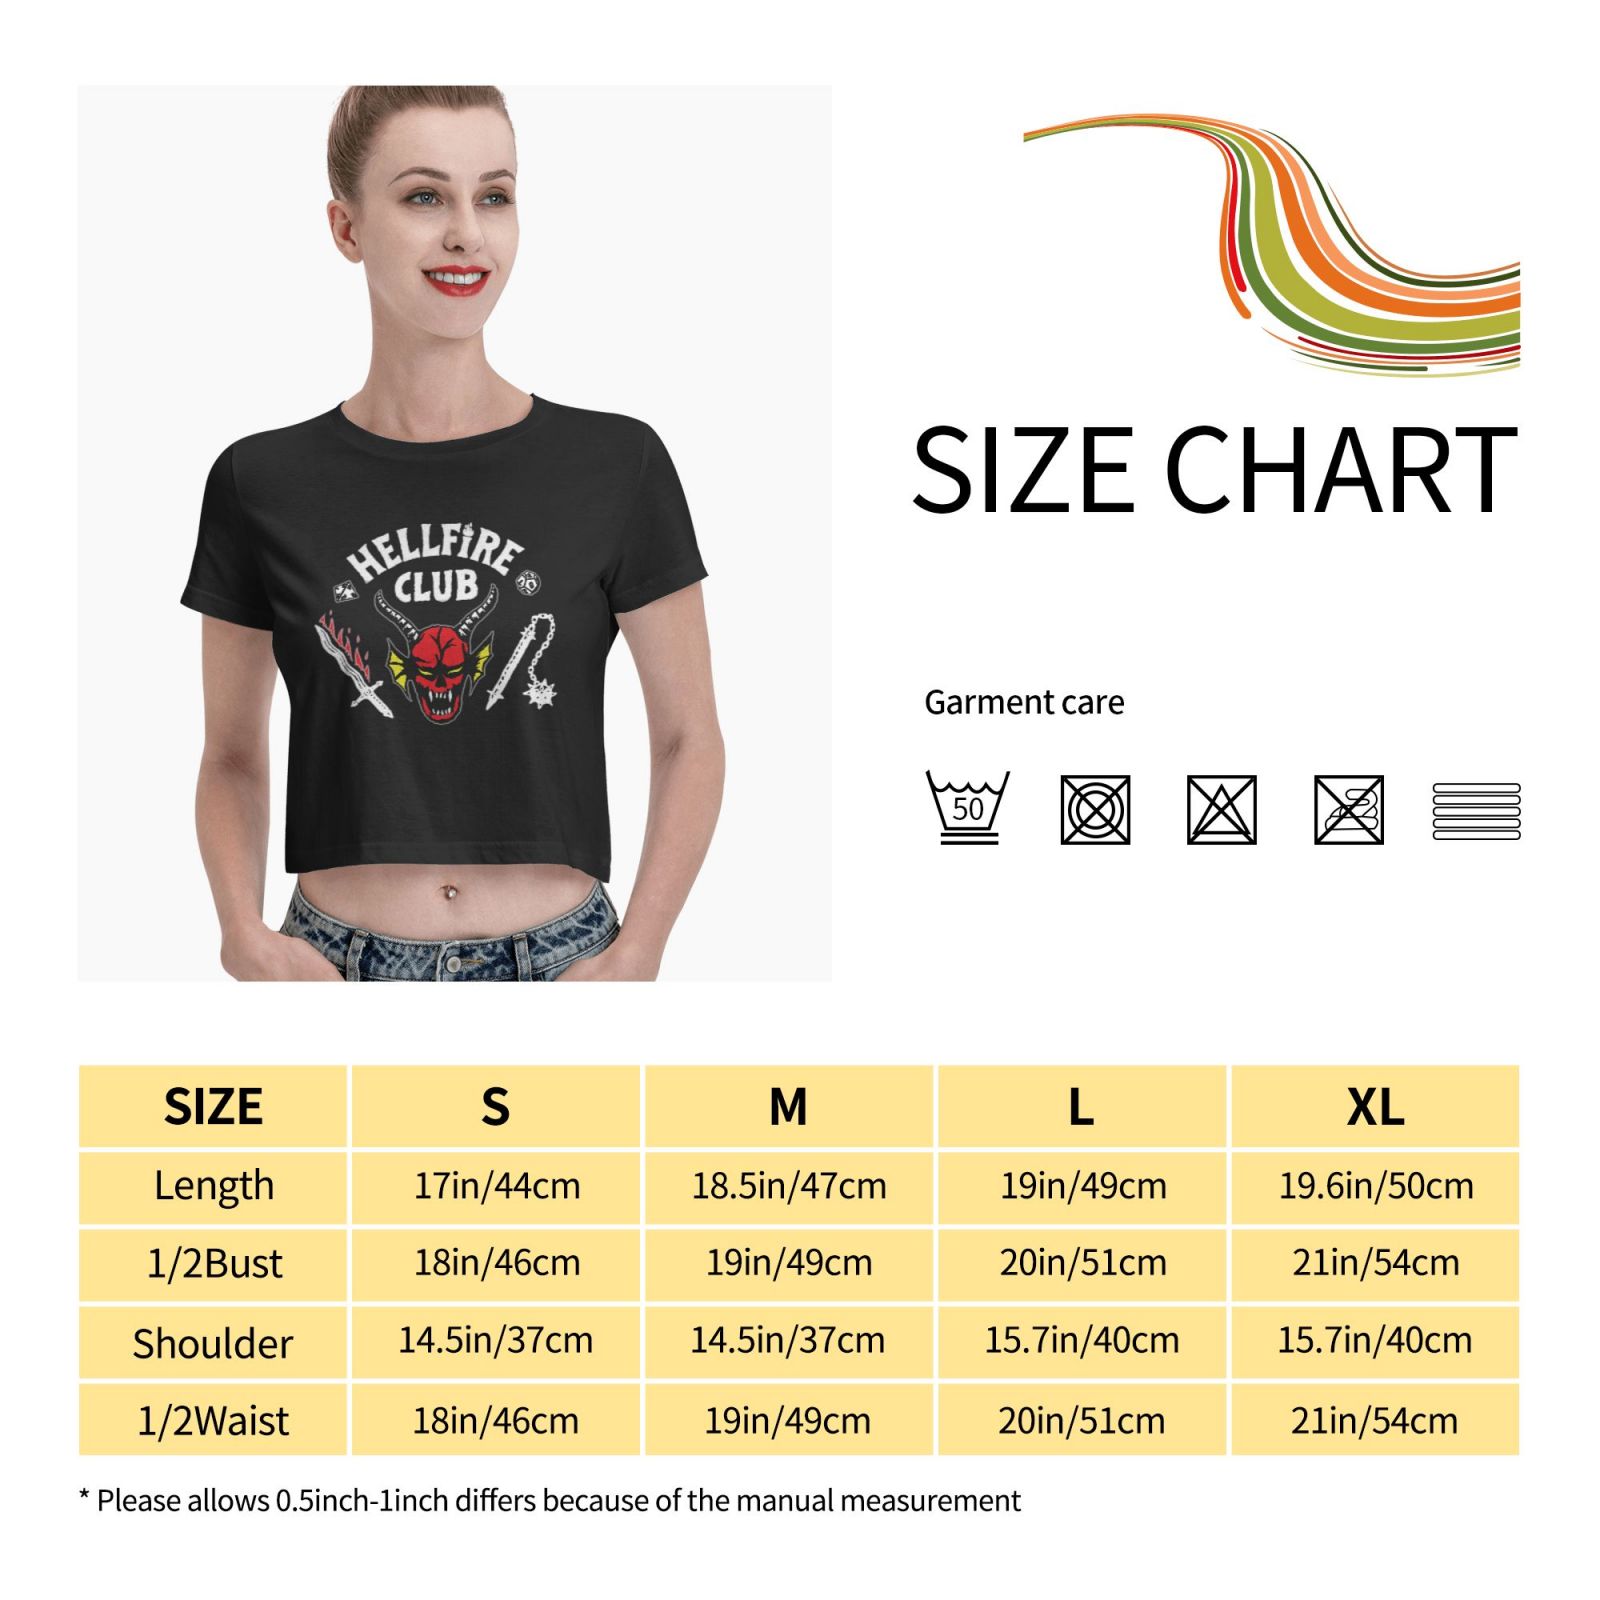 HELLFIRE
CLUB
SIZE CHART
Garment care
50
SIZE S M L XL
Length 17in/44cm 18.5in/47cm 19in/49cm 19.6in/50cm
1/2Bust 18in/46cm 19in/49cm 20in/51cm 21in/54cm
Shoulder 14.5in/37cm 14.5in/37cm 15.7in/40cm 15.7in/40cm
1/2Waist 18in/46cm 19in/49cm 20in/51cm 21in/54cm
* Please allows 0.5inch-1inch differs because of the manual measurement